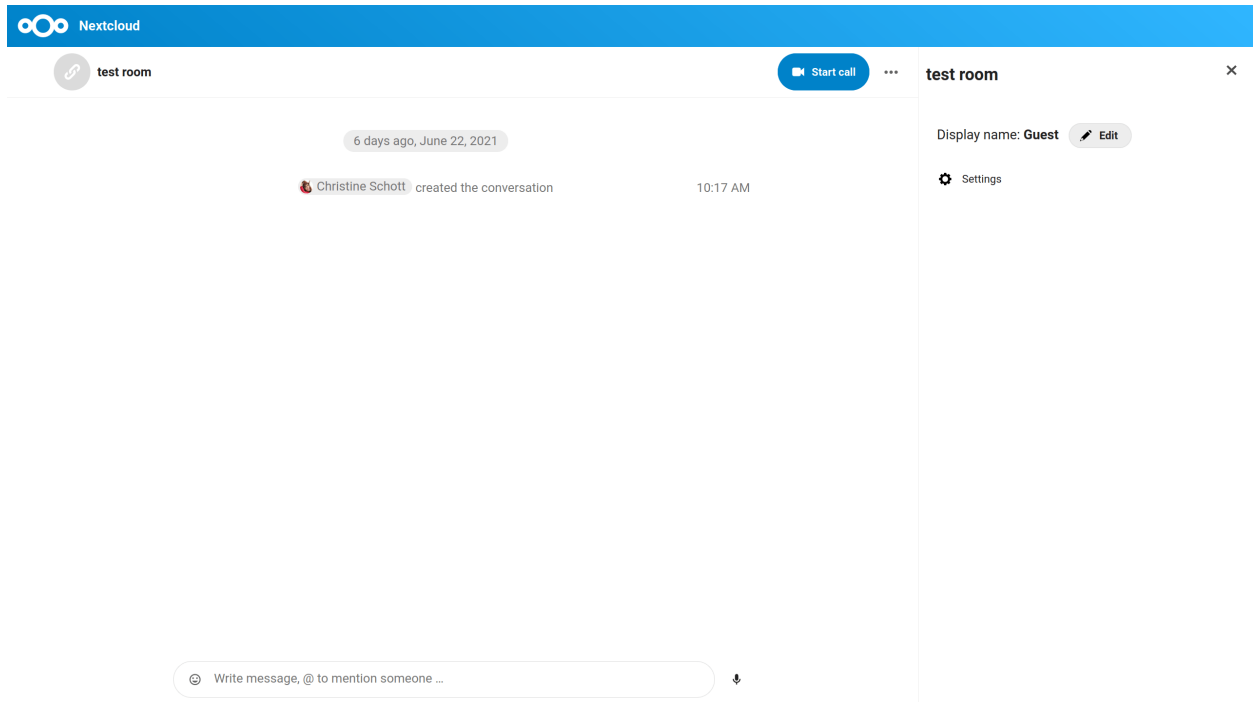 Nextcloud
test room
Start call
test room
Display name: Guest
Edit
Settings
6 days ago, June 22, 2021
Christine Schott created the conversation 10:17 AM
Write message, @ to mention someone …